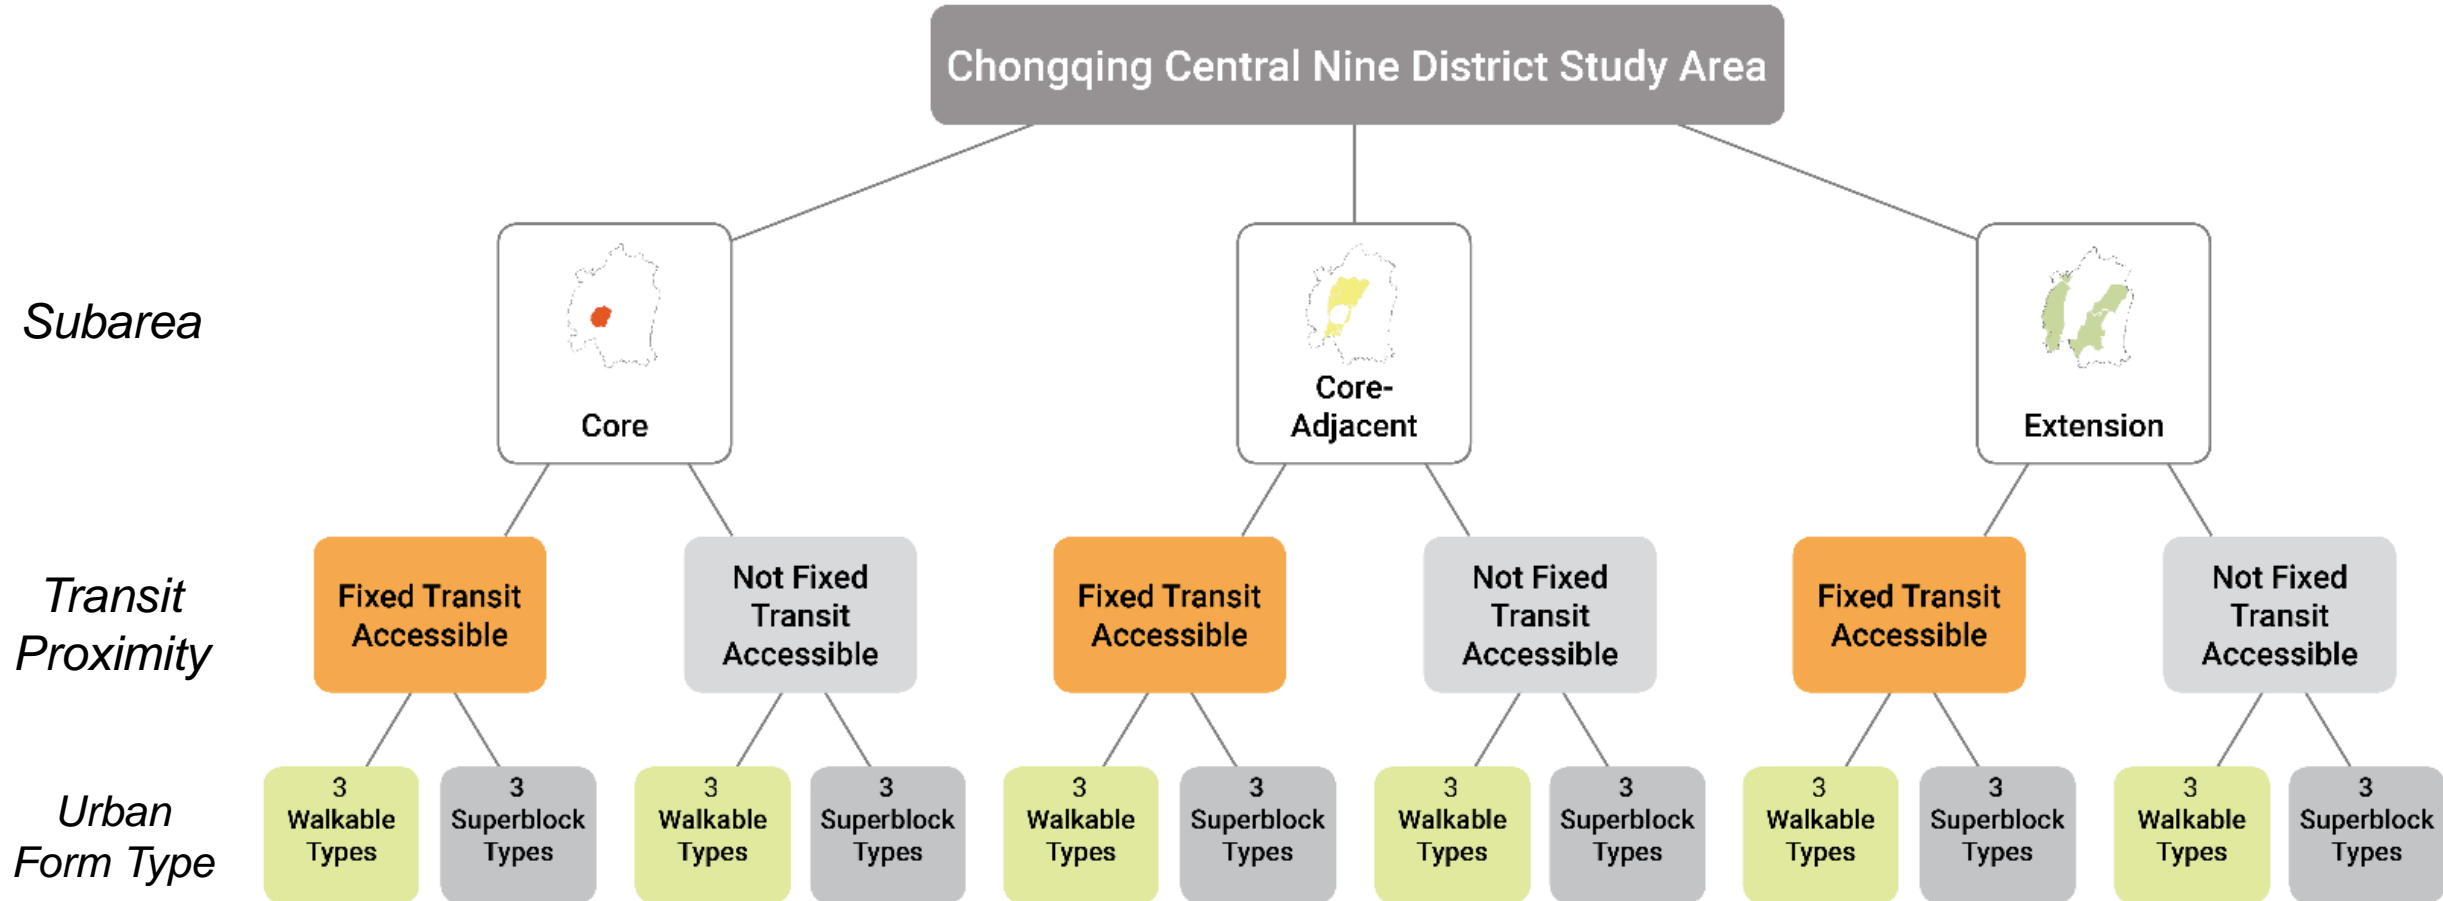 Chongqing Central Nine District Study Area
Subarea
Core
Core-
Adjacent
Extension
Transit
Proximity
Fixed Transit
Accessible
Not Fixed
Transit
Accessible
Fixed Transit
Accessible
Not Fixed
Transit
Accessible
Fixed Transit
Accessible
Not Fixed
Transit
Accessible
Urban
Form Type
3
Walkable
Types
3
Superblock
Types
3
Walkable
Types
3
Superblock
Types
3
Walkable
Types
3
Superblock
Types
3
Walkable
Types
3
Superblock
Types
3
Walkable
Types
3
Superblock
Types
3
Walkable
Types
3
Superblock
Types